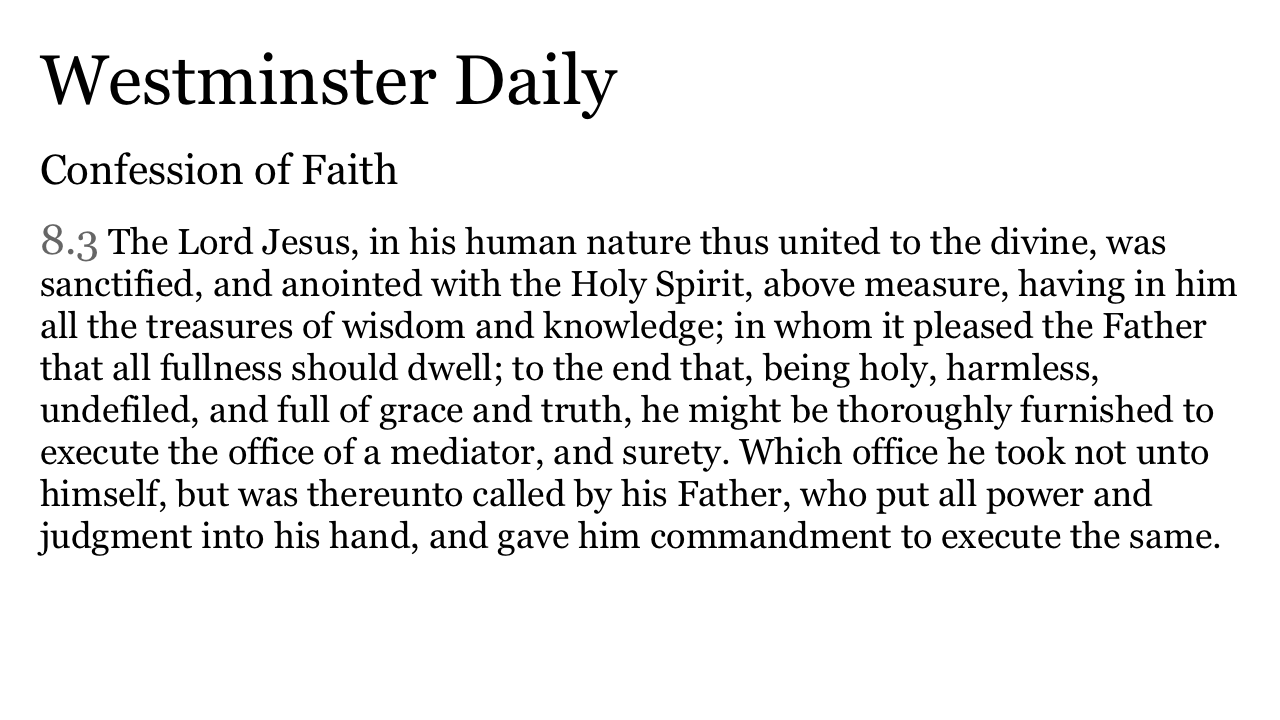 Westminster Daily
Confession of Faith
8.3 The Lord Jesus, in his human nature thus united to the divine, was
sanctified, and anointed with the Holy Spirit, above measure, having in him
all the treasures of wisdom and knowledge; in whom it pleased the Father
that all fullness should dwell; to the end that, being holy, harmless,
undefiled, and full of grace and truth, he might be thoroughly furnished to
execute the office of a mediator, and surety. Which office he took not unto
himself, but was thereunto called by his Father, who put all power and
judgment into his hand, and gave him commandment to execute the same.